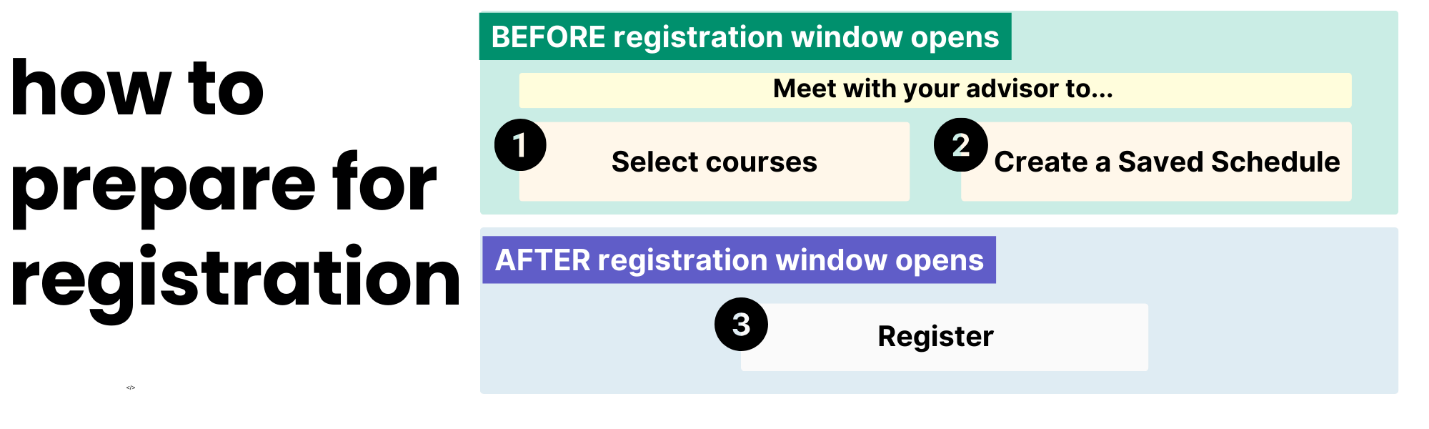 how to
prepare for
registration
</>
BEFORE registration window opens
Meet with your advisor to...
1
Select courses
2
Create a Saved Schedule
AFTER registration window opens
3
Register